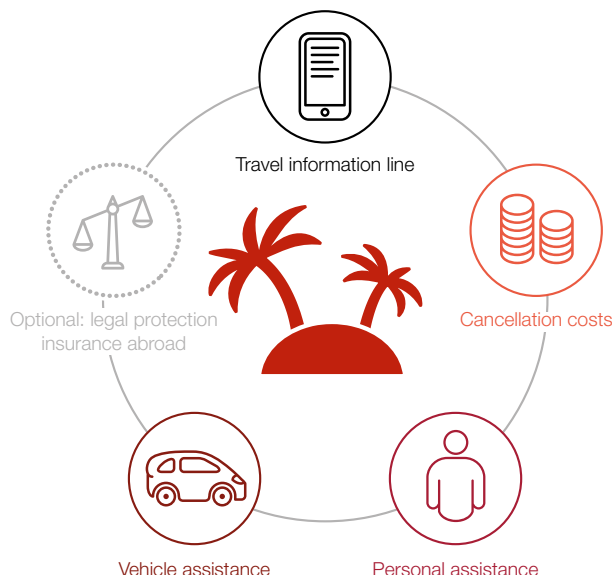 Travel information line
Optional: legal protection
insurance abroad
Cancellation costs
Vehicle assistance
Personal assistance